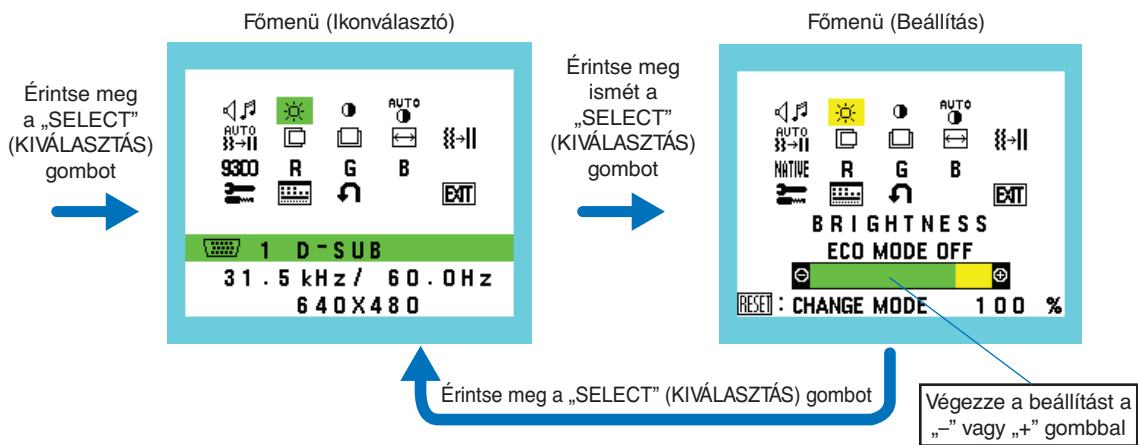 Főmenü (Ikonválasztó)
Érintse meg
a „SELECT”
(KIVÁLASZTÁS)
gombot
AUTO
AUTO
9300 R G B
EXIT
1 D-SUB
31.5 kHz/ 60.0Hz
640X480
Érintse meg
ismét a
„SELECT”
(KIVÁLASZTÁS)
gombot
Főmenü (Beállítás)
AUTO
AUTO
NATIVE R G B
EXIT
BRIGHTNESS
ECO MODE OFF
RESET : CHANGE MODE 100 %
Érintse meg a „SELECT” (KIVÁLASZTÁS) gombot
Végezze a beállítást a
„–” vagy „+” gombbal